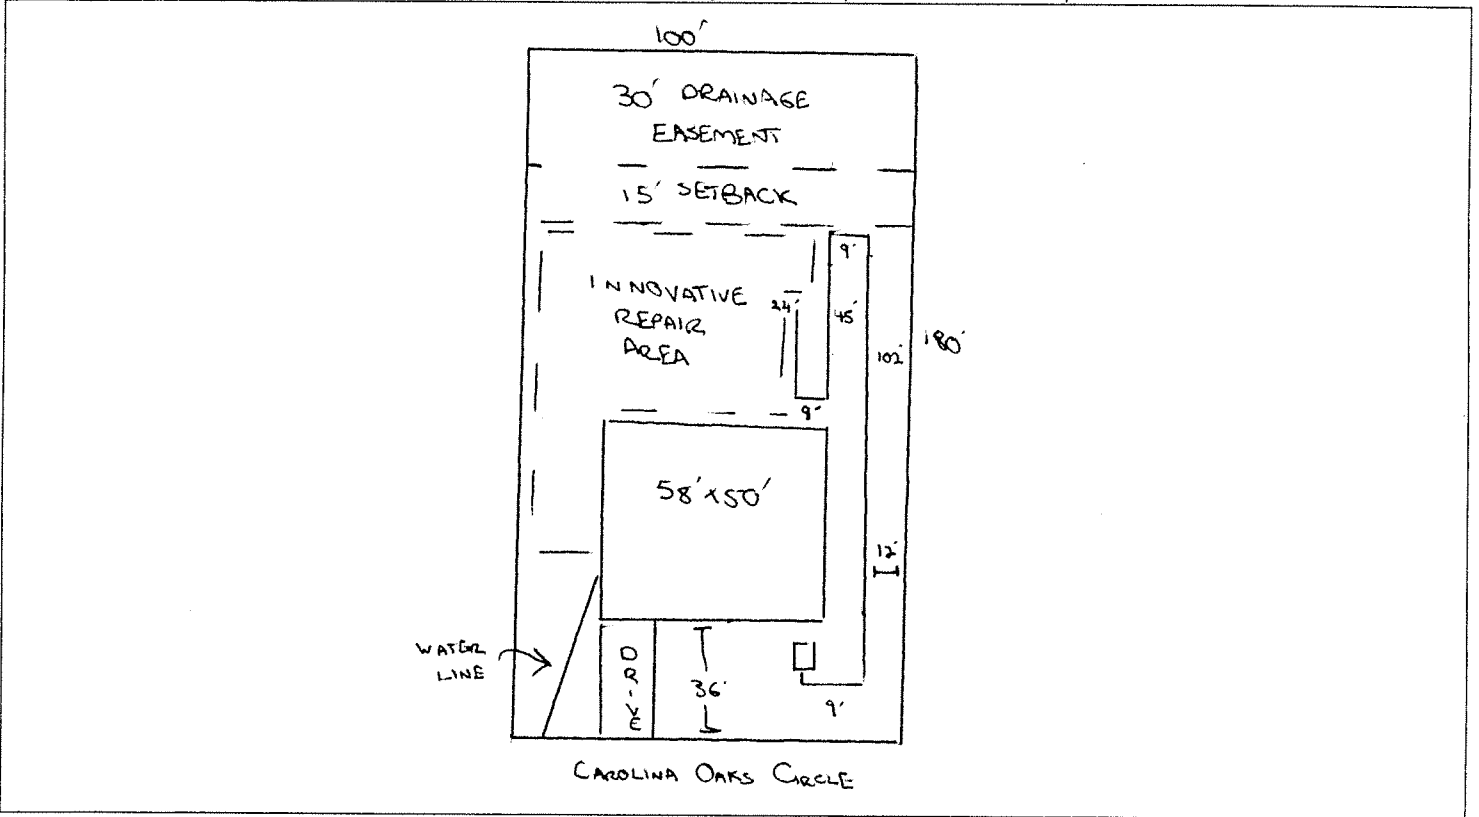 100'
30' DRAINAGE
EASEMENT
15' SETBACK
9'
INNOVATIVE
REPAIR
AREA
24'
45'
102'
180'
9'
58' x 50'
12'
WATER
LINE
DRIVE
36'
9'
CAROLINA OAKS CIRCLE